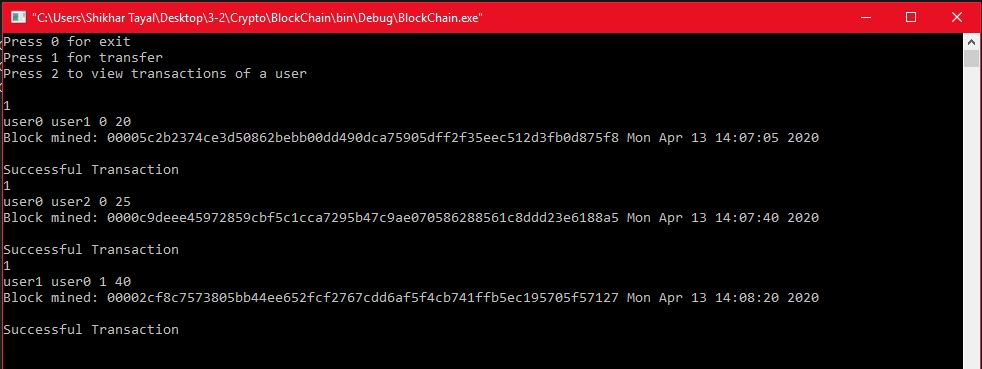 "C:\Users\Shikhar Tayal\Desktop\3-2\Crypto\BlockChain\bin\Debug\BlockChain.exe"
Press 0 for exit
Press 1 for transfer
Press 2 to view transactions of a user
1
user0 user1 0 20
Block mined: 00005c2b2374ce3d50862bebb00dd490dca75905dff2f35eec512d3fb0d875f8 Mon Apr 13 14:07:05 2020
Successful Transaction
1
user0 user2 0 25
Block mined: 0000c9deee45972859cbf5c1cca7295b47c9ae070586288561c8ddd23e6188a5 Mon Apr 13 14:07:40 2020
Successful Transaction
1
user1 user0 1 40
Block mined: 00002cf8c7573805bb44ee652fcf2767cdd6af5f4cb741ffb5ec195705f57127 Mon Apr 13 14:08:20 2020
Successful Transaction